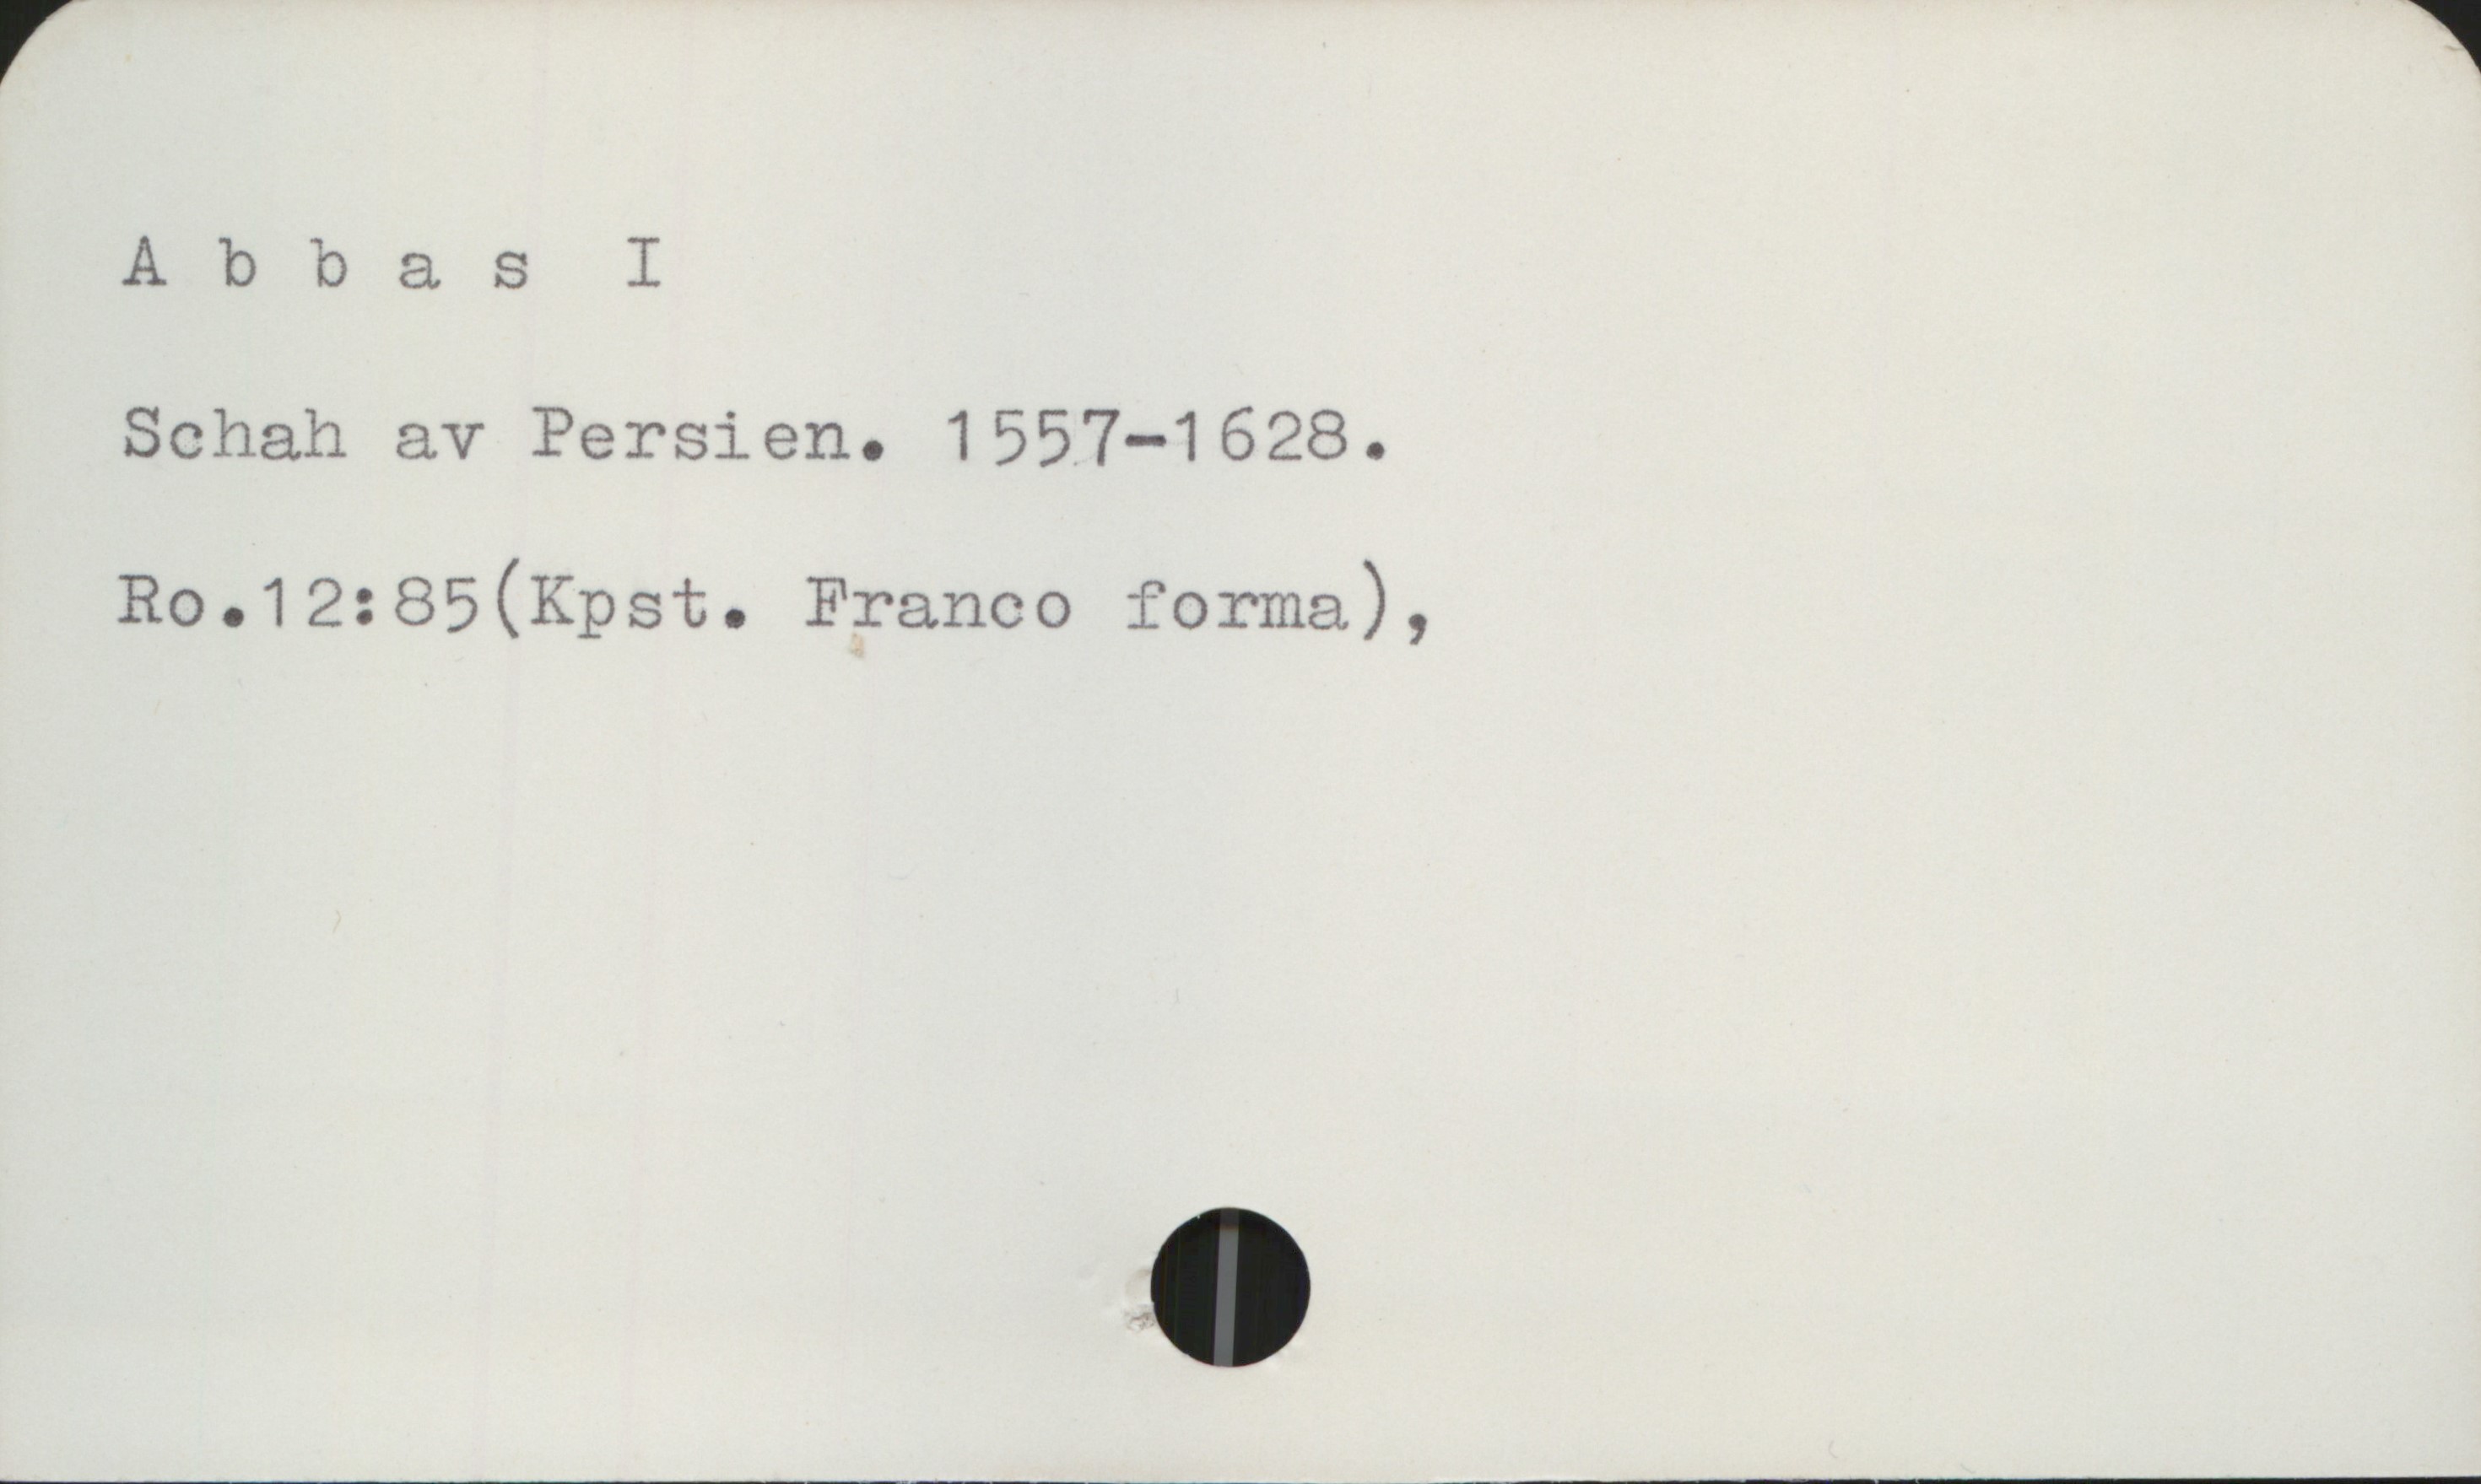 A b b a s  I
Schah av Persien. 1557-1628.
Ro.12:85(Kpst. Franco forma),